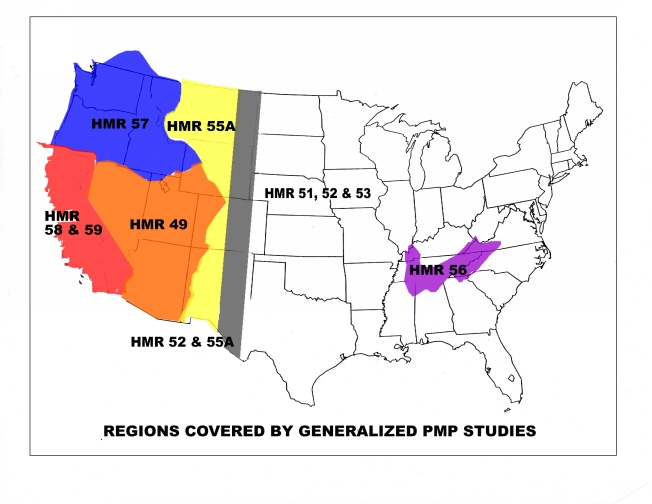 HMR 57
HMR 55A
HMR 51, 52 & 53
HMR
58 & 59
HMR 49
HMR 56
HMR 52 & 55A
REGIONS COVERED BY GENERALIZED PMP STUDIES